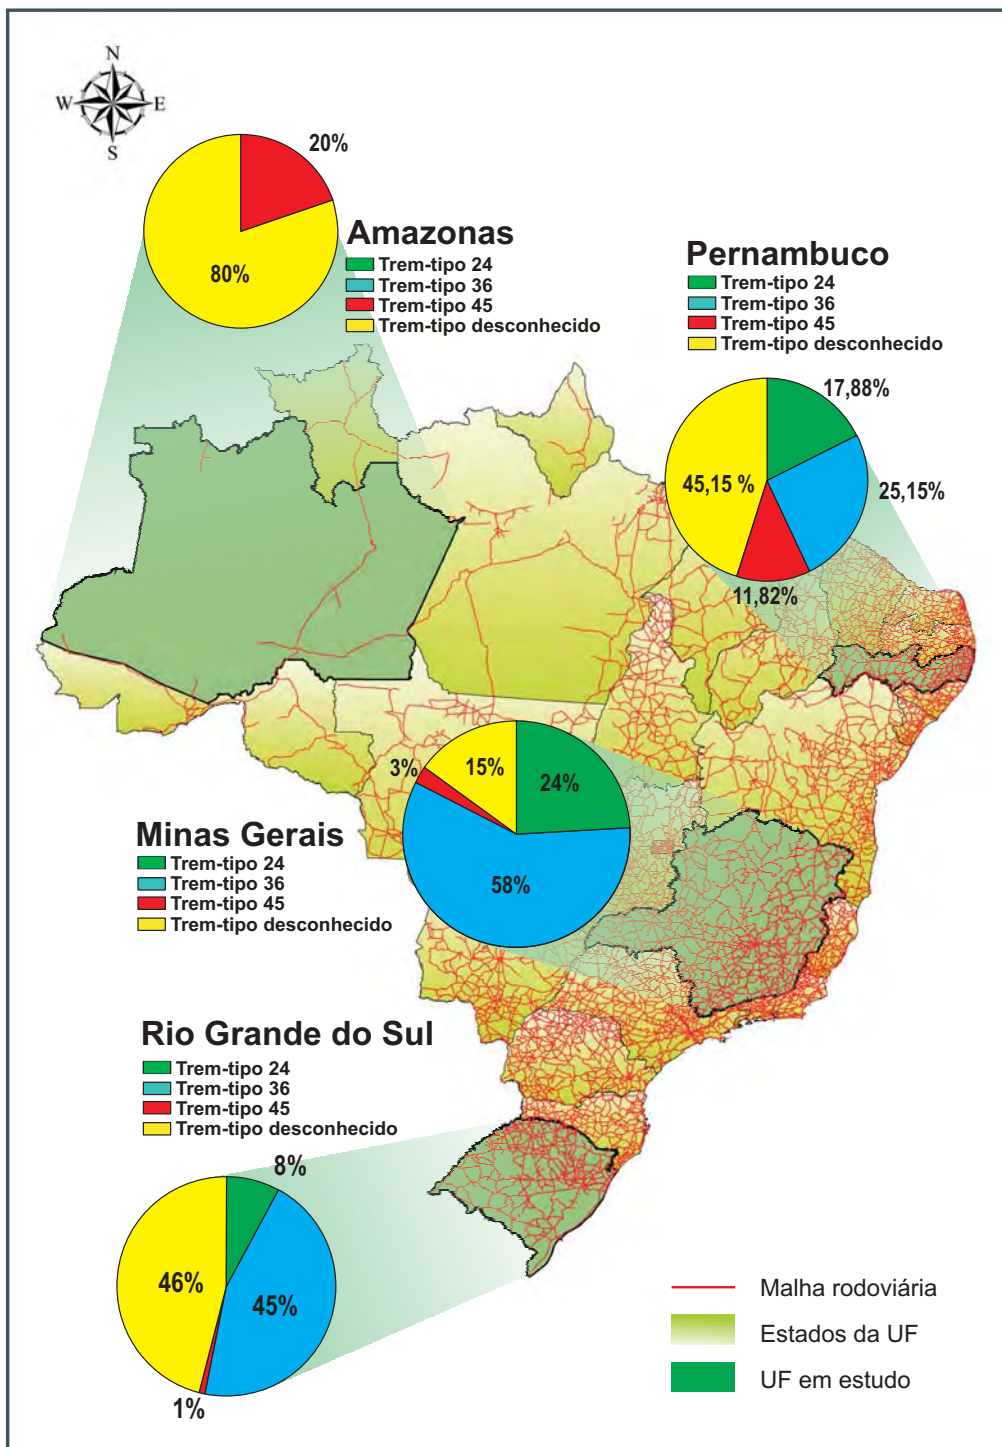 N
W
E
S
20%
80%
Amazonas
Trem-tipo 24
Trem-tipo 36
Trem-tipo 45
Trem-tipo desconhecido
Pernambuco
Trem-tipo 24
Trem-tipo 36
Trem-tipo 45
Trem-tipo desconhecido
17,88%
45,15 %
25,15%
11,82%
3%
15%
24%
58%
Minas Gerais
Trem-tipo 24
Trem-tipo 36
Trem-tipo 45
Trem-tipo desconhecido
Rio Grande do Sul
Trem-tipo 24
Trem-tipo 36
Trem-tipo 45
Trem-tipo desconhecido
8%
46%
45%
1%
Malha rodoviária
Estados da UF
UF em estudo